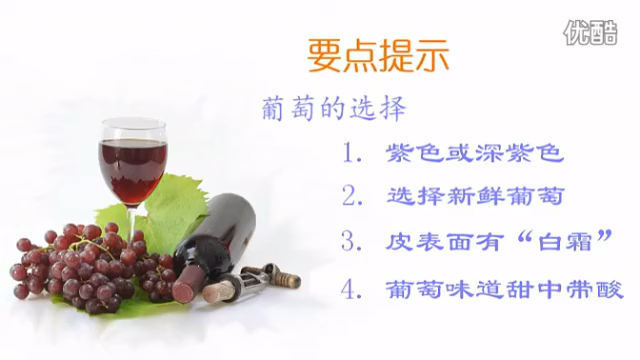 优酷
要点提示
葡萄的选择
1. 紫色或深紫色
2. 选择新鲜葡萄
3. 皮表面有“白霜”
4. 葡萄味道甜中带酸